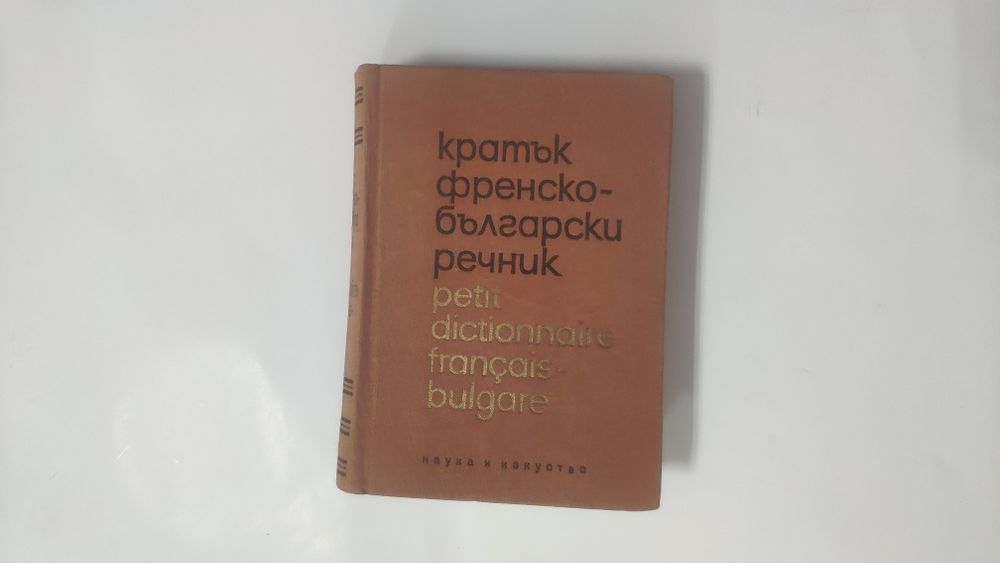 кратък
френско-
български
речник
petit
dictionnaire
français-
bulgare
наука и изкуство